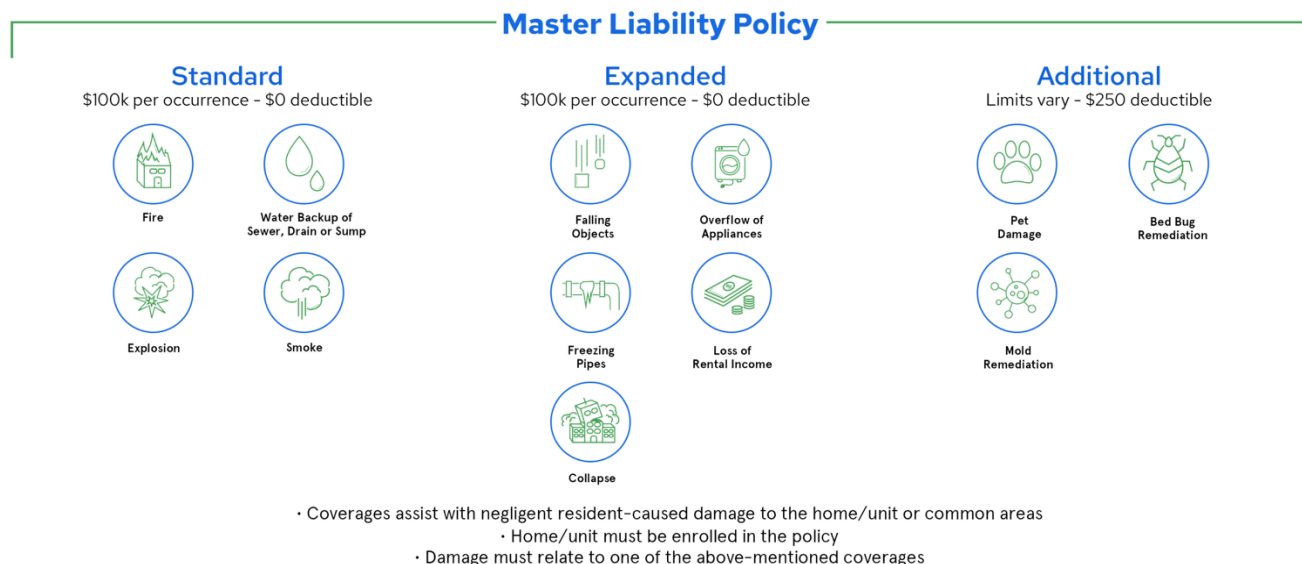 Master Liability Policy
Standard
$100k per occurrence - $0 deductible
Fire
Water Backup of
Sewer, Drain or Sump
Explosion
Smoke
Expanded
$100k per occurrence - $0 deductible
Falling
Objects
Overflow of
Appliances
Freezing
Pipes
Loss of
Rental Income
Collapse
Additional
Limits vary - $250 deductible
Pet
Damage
Bed Bug
Remediation
Mold
Remediation
• Coverages assist with negligent resident-caused damage to the home/unit or common areas
• Home/unit must be enrolled in the policy
• Damage must relate to one of the above-mentioned coverages